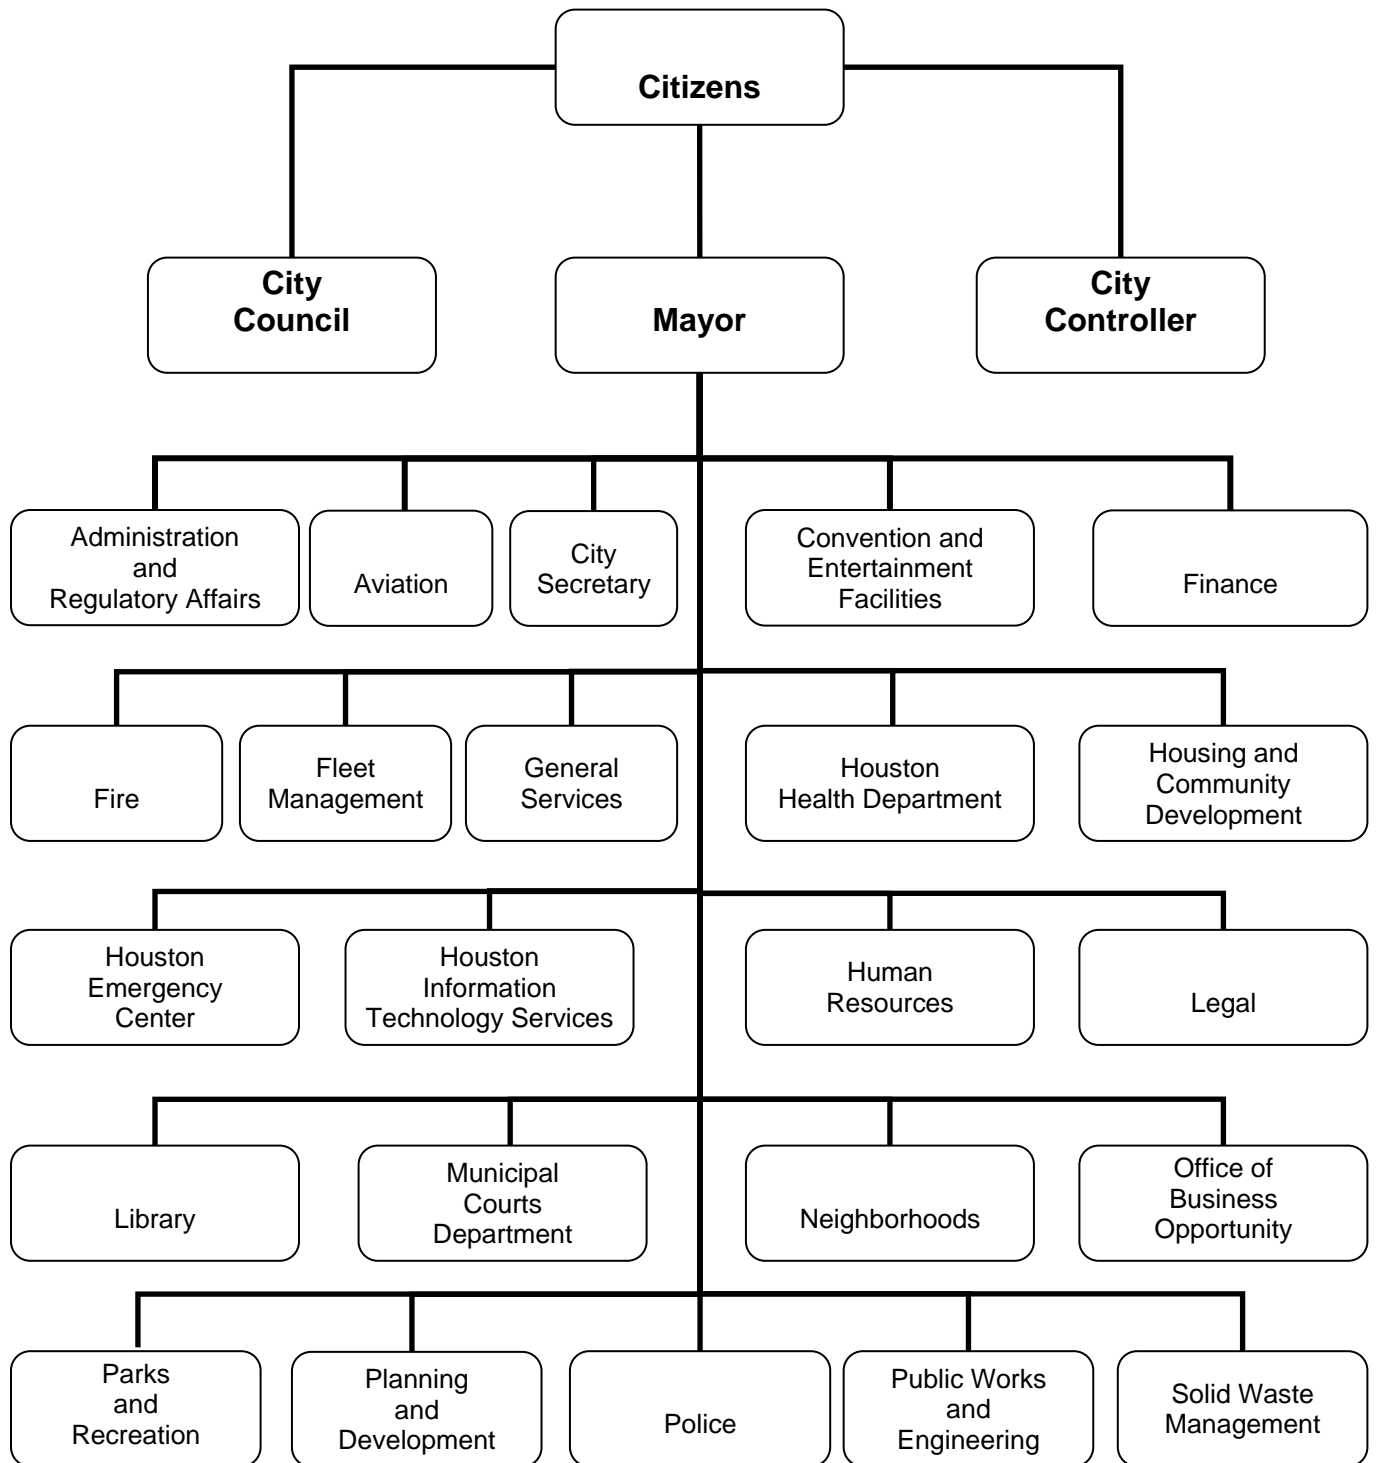 Citizens
City
Council
Mayor
City
Controller
Administration
and
Regulatory Affairs
Aviation
City
Secretary
Convention and
Entertainment
Facilities
Finance
Fire
Fleet
Management
General
Services
Houston
Health Department
Housing and
Community
Development
Houston
Emergency
Center
Houston
Information
Technology Services
Human
Resources
Legal
Library
Municipal
Courts
Department
Neighborhoods
Office of
Business
Opportunity
Parks
and
Recreation
Planning
and
Development
Police
Public Works
and
Engineering
Solid Waste
Management